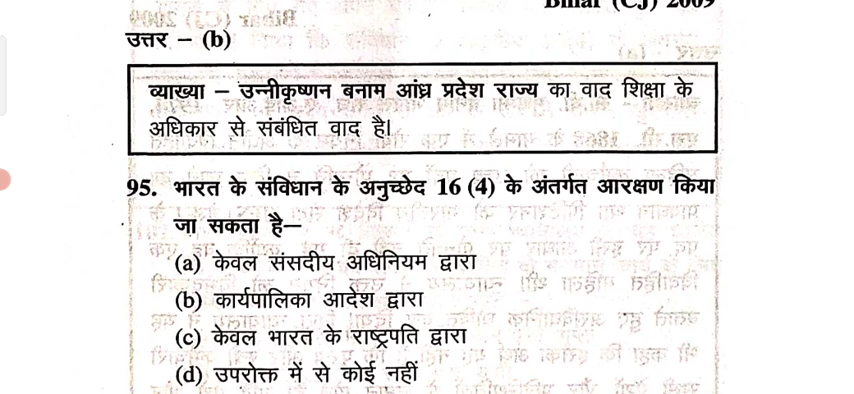 Bihar (CJ) 2009
उत्तर – (b)
व्याख्या – उन्नीकृष्णन बनाम आंध्र प्रदेश राज्य का वाद शिक्षा के
अधिकार से संबंधित वाद है।
95. भारत के संविधान के अनुच्छेद 16 (4) के अंतर्गत आरक्षण किया
जा सकता है—
(a) केवल संसदीय अधिनियम द्वारा
(b) कार्यपालिका आदेश द्वारा
(c) केवल भारत के राष्ट्रपति द्वारा
(d) उपरोक्त में से कोई नहीं